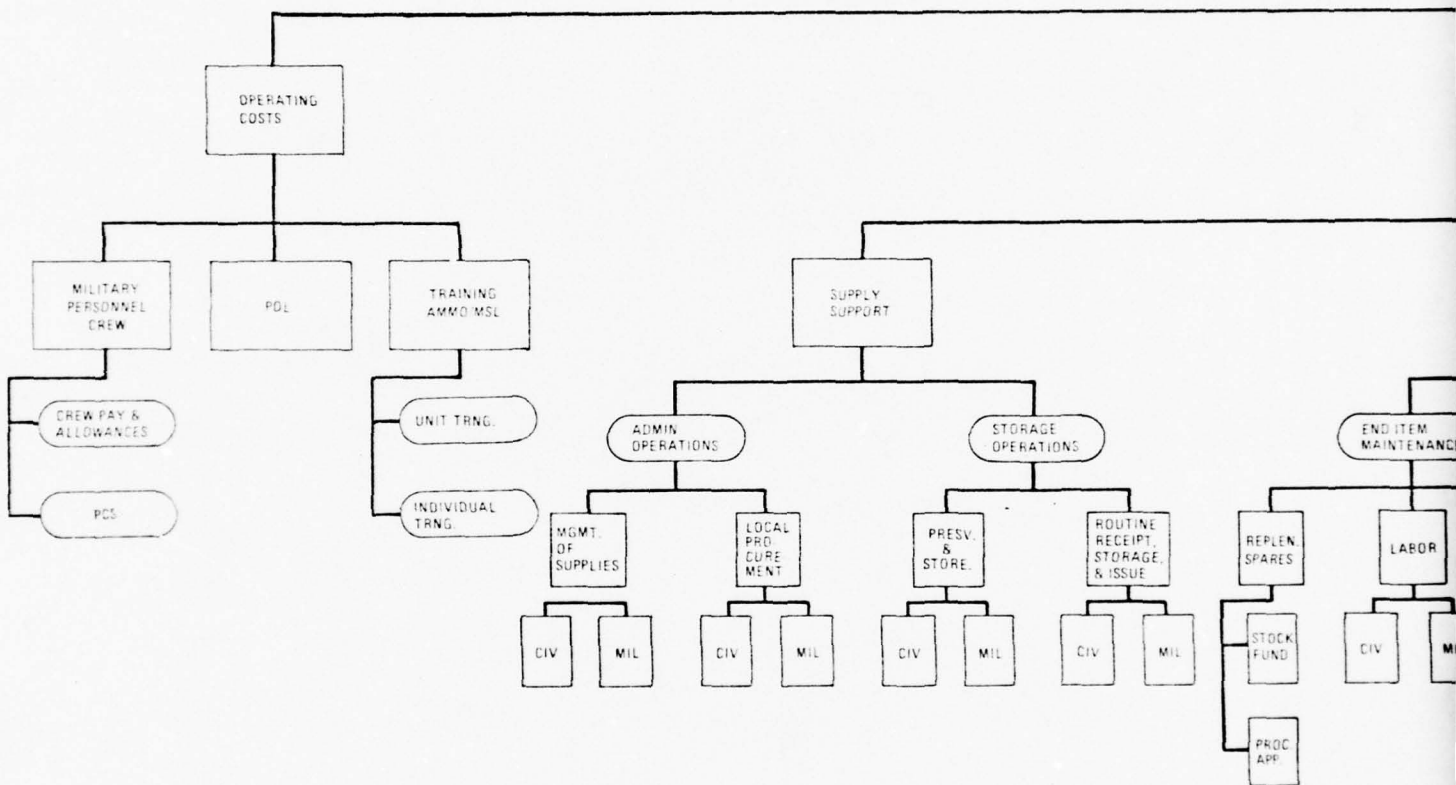 OPERATING
COSTS
MILITARY
PERSONNEL
CREW
POL
TRAINING
AMMO/MSL
SUPPLY
SUPPORT
CREW PAY &
ALLOWANCES
PCS
UNIT TRNG.
INDIVIDUAL
TRNG.
ADMIN
OPERATIONS
STORAGE
OPERATIONS
END ITEM
MAINTENANCE
MGMT.
OF
SUPPLIES
LOCAL
PRO-
CURE
MENT
PRESV.
&
STORE.
ROUTINE
RECEIPT,
STORAGE,
& ISSUE
REPLEN.
SPARES
LABOR
CIV
MIL
CIV
MIL
CIV
MIL
CIV
MIL
STOCK
FUND
CIV
PROC.
APP.